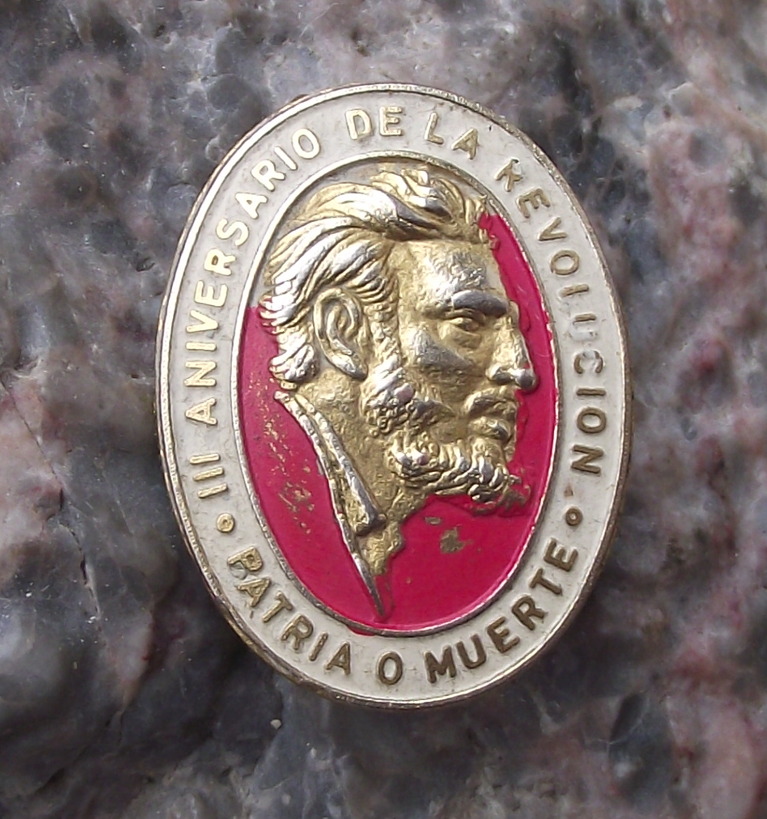 III ANIVERSARIO DE LA REVOLUCION
PATRIA O MUERTE